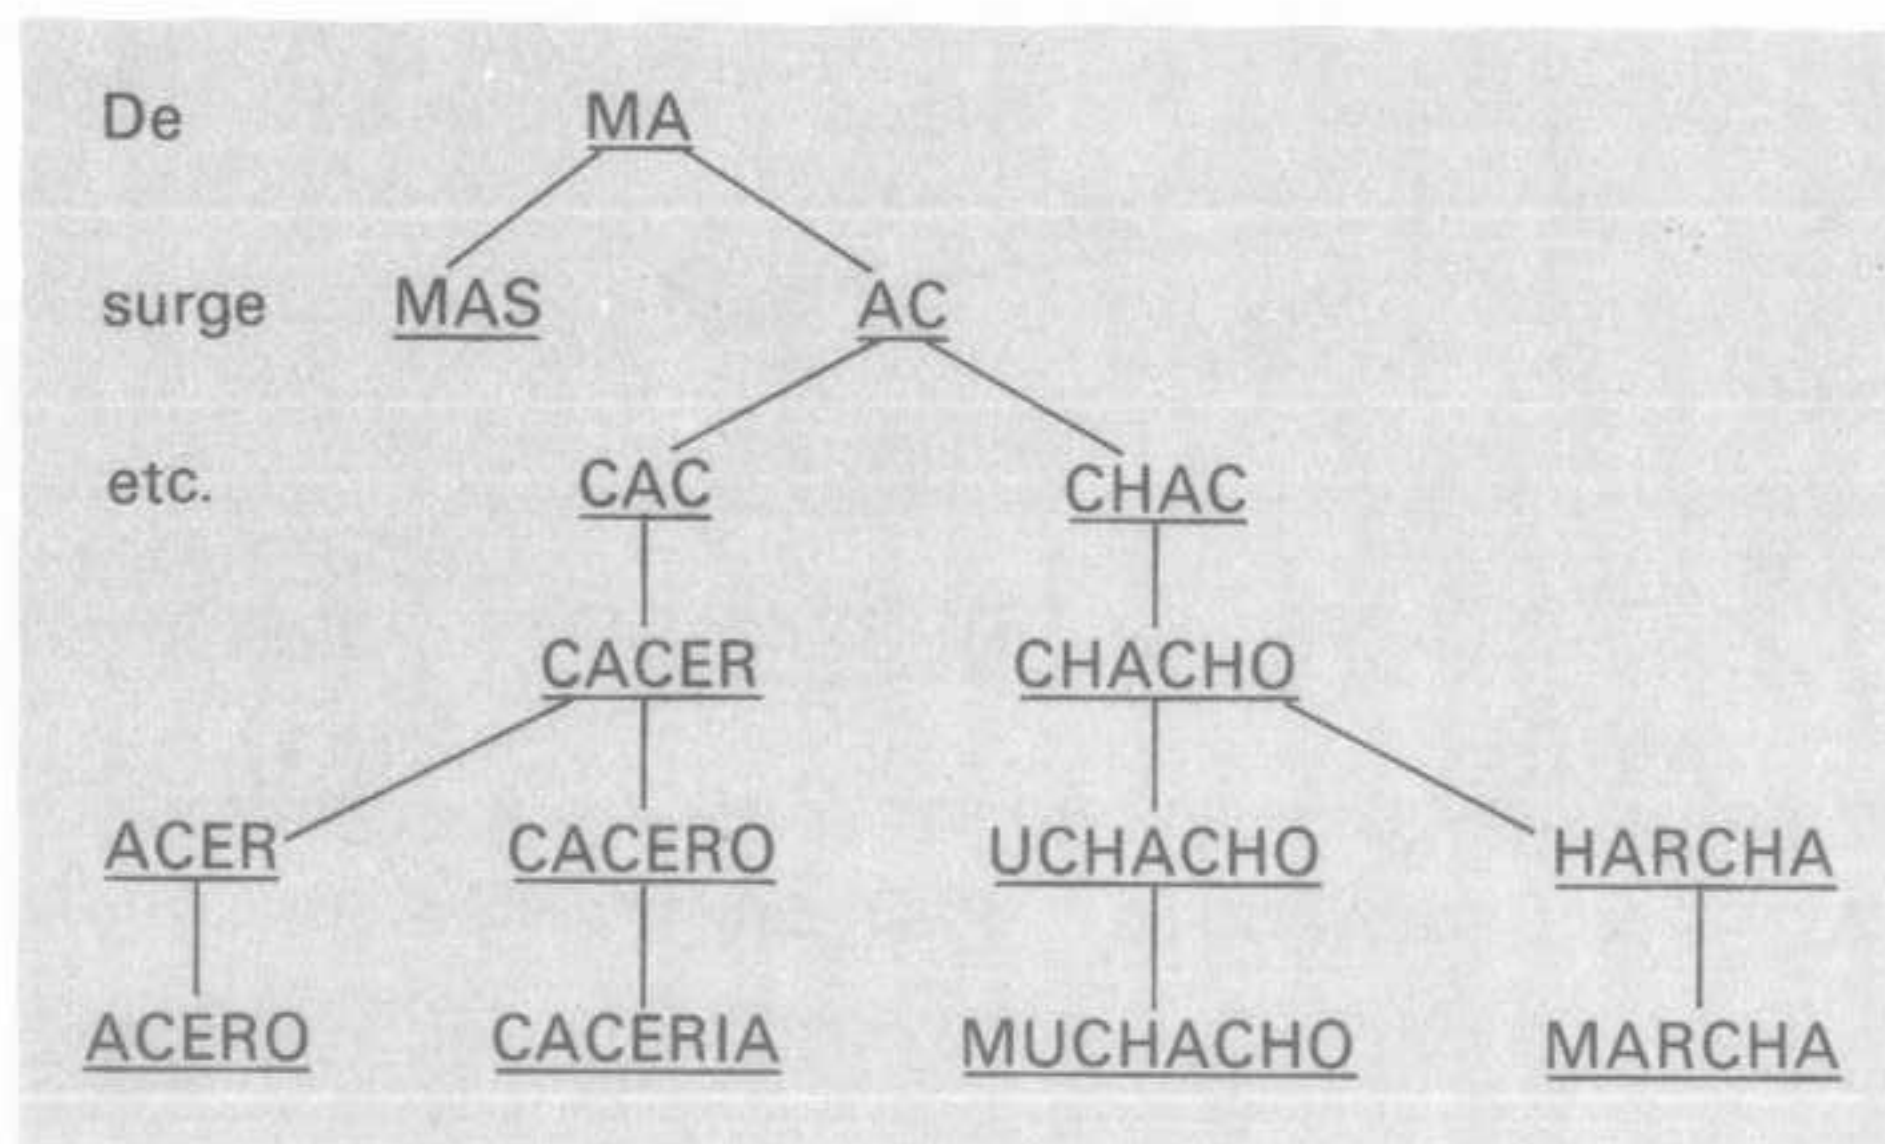 De MA
surge MAS AC
etc. CAC CHAC
CACER CHACHO
ACER CACERO UCHACHO HARCHA
ACERO CACERIA MUCHACHO MARCHA